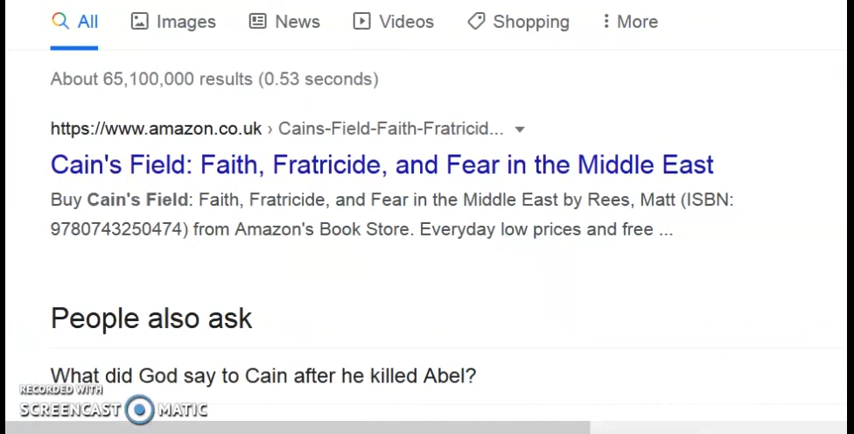 All Images News Videos Shopping More
About 65,100,000 results (0.53 seconds)
https://www.amazon.co.uk › Cains-Field-Faith-Fratricid...
Cain's Field: Faith, Fratricide, and Fear in the Middle East
Buy Cain's Field: Faith, Fratricide, and Fear in the Middle East by Rees, Matt (ISBN:
9780743250474) from Amazon's Book Store. Everyday low prices and free ...
People also ask
What did God say to Cain after he killed Abel?
RECORDED WITH
SCREENCAST MATIC